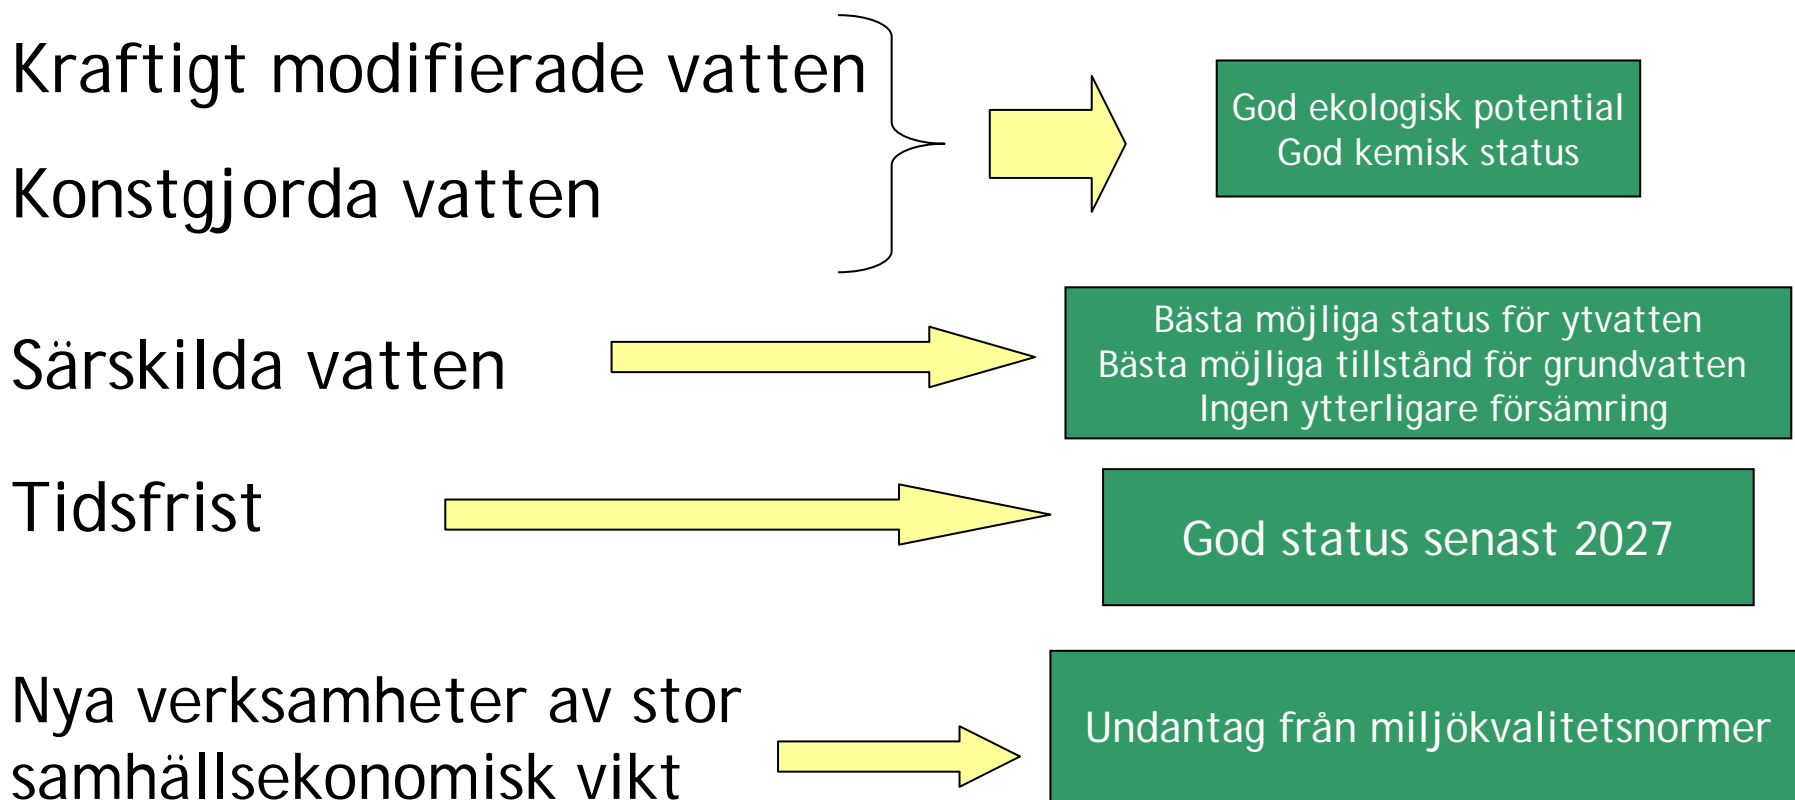 Kraftigt modifierade vatten
God ekologisk potential
God kemisk status
Konstgjorda vatten
Särskilda vatten
Bästa möjliga status för ytvatten
Bästa möjliga tillstånd för grundvatten
Ingen ytterligare försämring
Tidsfrist
God status senast 2027
Nya verksamheter av stor
samhällsekonomisk vikt
Undantag från miljökvalitetsnormer